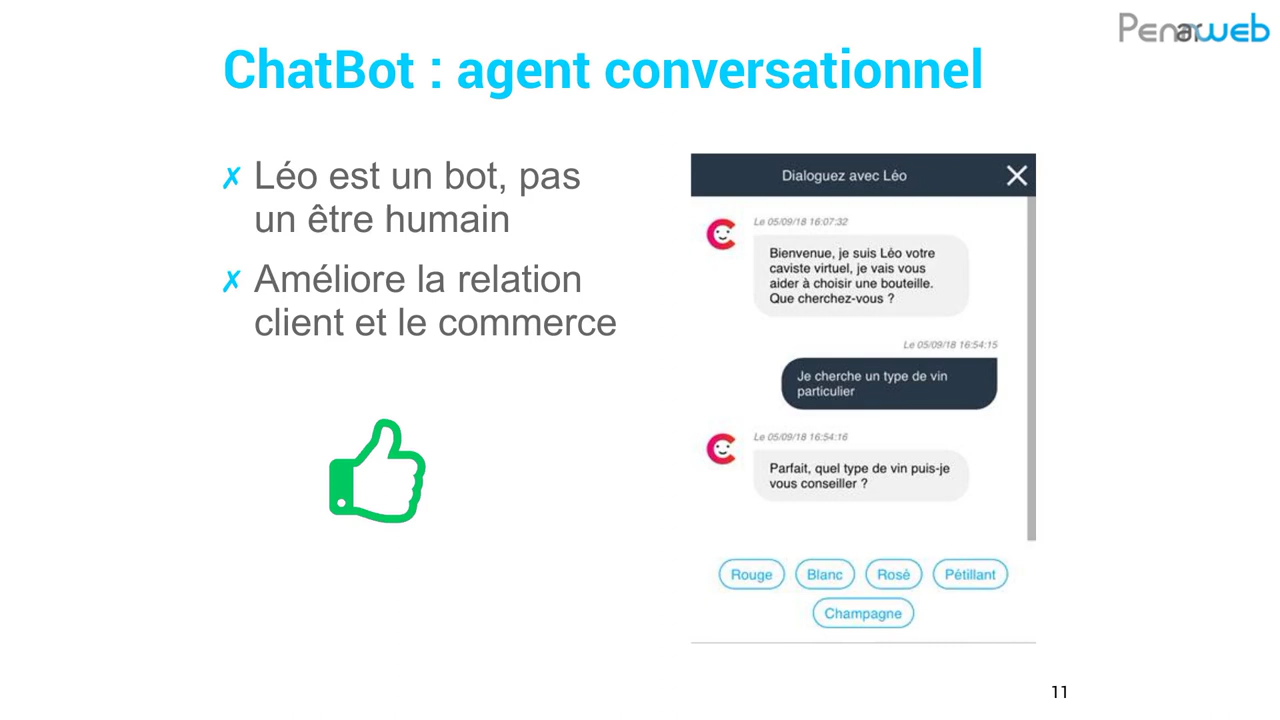 PenarWeb
ChatBot : agent conversationnel
✗ Léo est un bot, pas
un être humain
✗ Améliore la relation
client et le commerce
Dialoguez avec Léo
Le 05/09/18 16:07:32
Bienvenue, je suis Léo votre
caviste virtuel, je vais vous
aider à choisir une bouteille.
Que cherchez-vous ?
Le 05/09/18 16:54:15
Je cherche un type de vin
particulier
Le 05/09/18 16:54:16
Parfait, quel type de vin puis-je
vous conseiller ?
Rouge Blanc Rosé Pétillant
Champagne
11